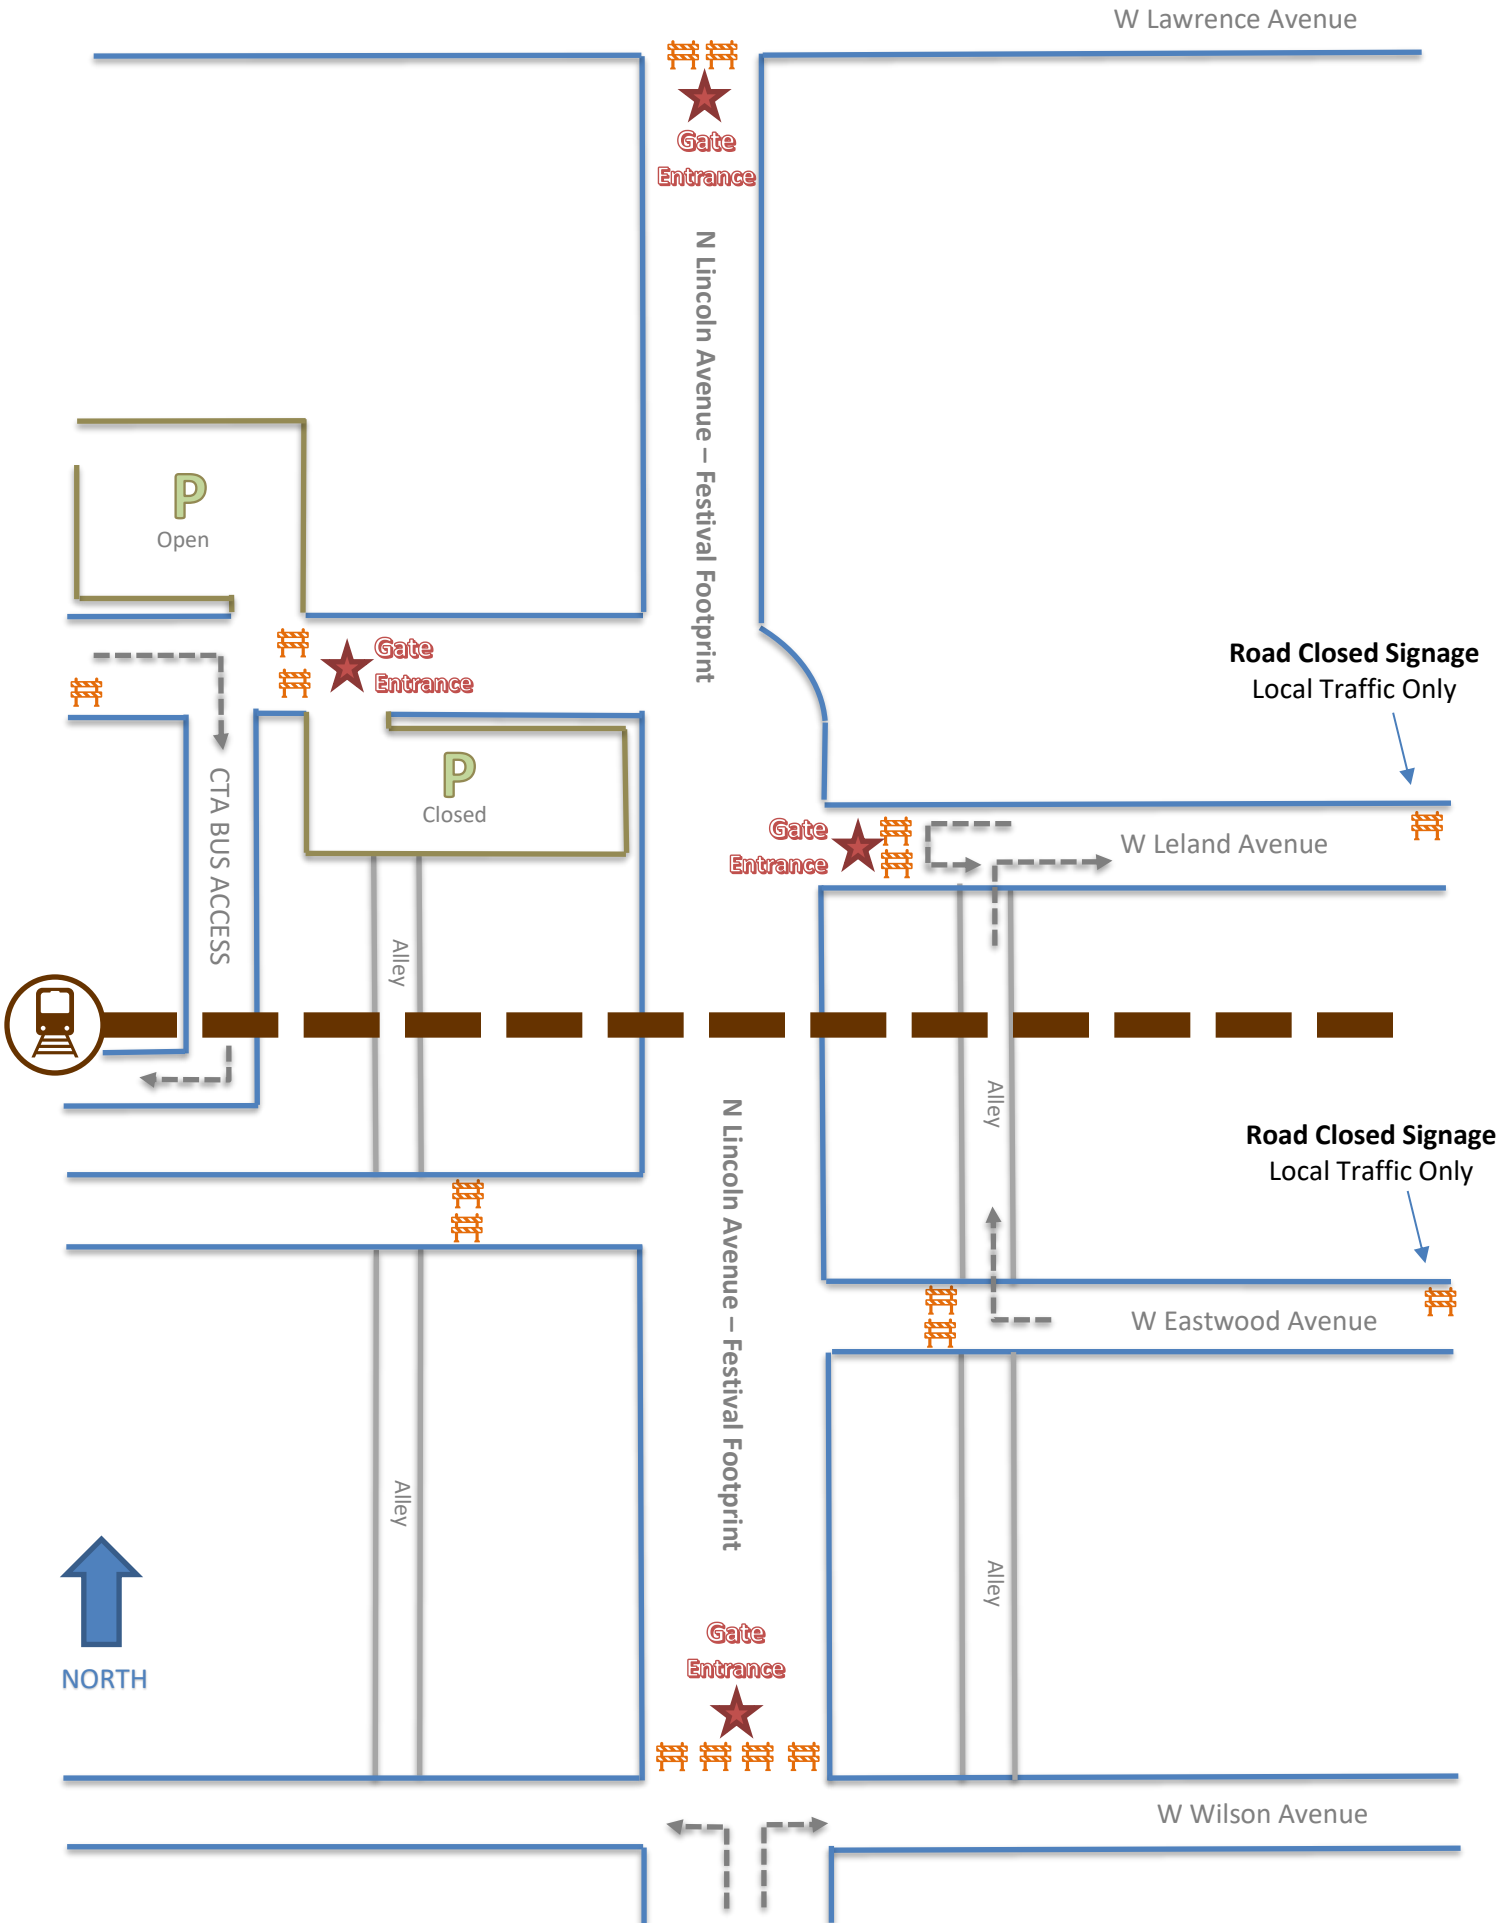 W Lawrence Avenue
Gate
Entrance
N Lincoln Avenue – Festival Footprint
P
Open
Gate
Entrance
Road Closed Signage
Local Traffic Only
P
Closed
CTA BUS ACCESS
Gate
Entrance
W Leland Avenue
Alley
Alley
N Lincoln Avenue – Festival Footprint
Road Closed Signage
Local Traffic Only
W Eastwood Avenue
Alley
Alley
NORTH
Gate
Entrance
W Wilson Avenue